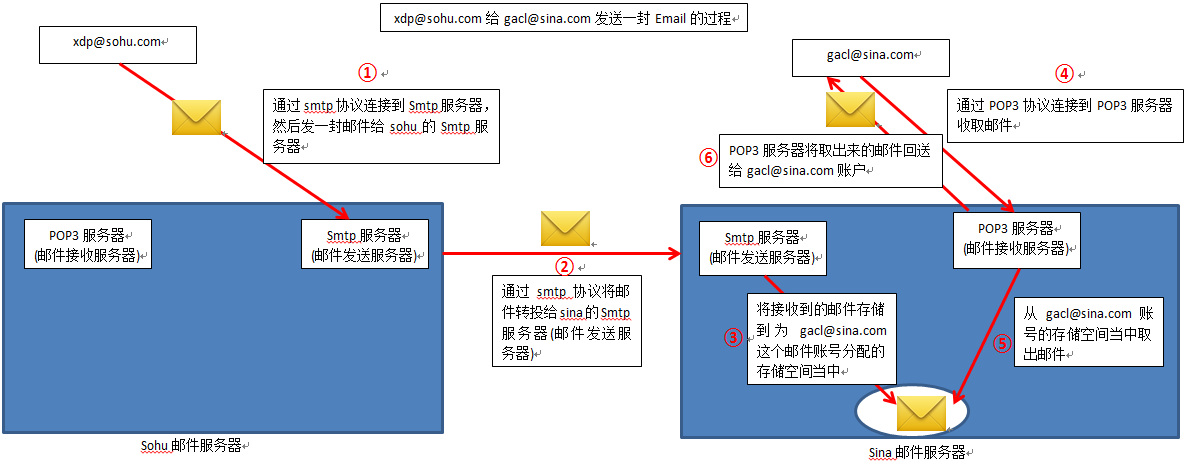 xdp@sohu.com 给 gacl@sina.com 发送一封 Email 的过程
xdp@sohu.com
①
通过 smtp 协议连接到 Smtp 服务器，
然后发一封邮件给 sohu 的 Smtp 服
务器
POP3 服务器
(邮件接收服务器)
Smtp 服务器
(邮件发送服务器)
Sohu 邮件服务器
②
通过 smtp 协议将邮
件转投给 sina 的 Smtp
服务器(邮件发送服
务器)
gacl@sina.com
④
通过 POP3 协议连接到 POP3 服务器
收取邮件
⑥
POP3 服务器将取出来的邮件回送
给 gacl@sina.com 账户
Smtp 服务器
(邮件发送服务器)
POP3 服务器
(邮件接收服务器)
③
将接收到的邮件存储
到为 gacl@sina.com
这个邮件账号分配的
存储空间当中
⑤
从 gacl@sina.com 账
号的存储空间当中取
出邮件
Sina 邮件服务器